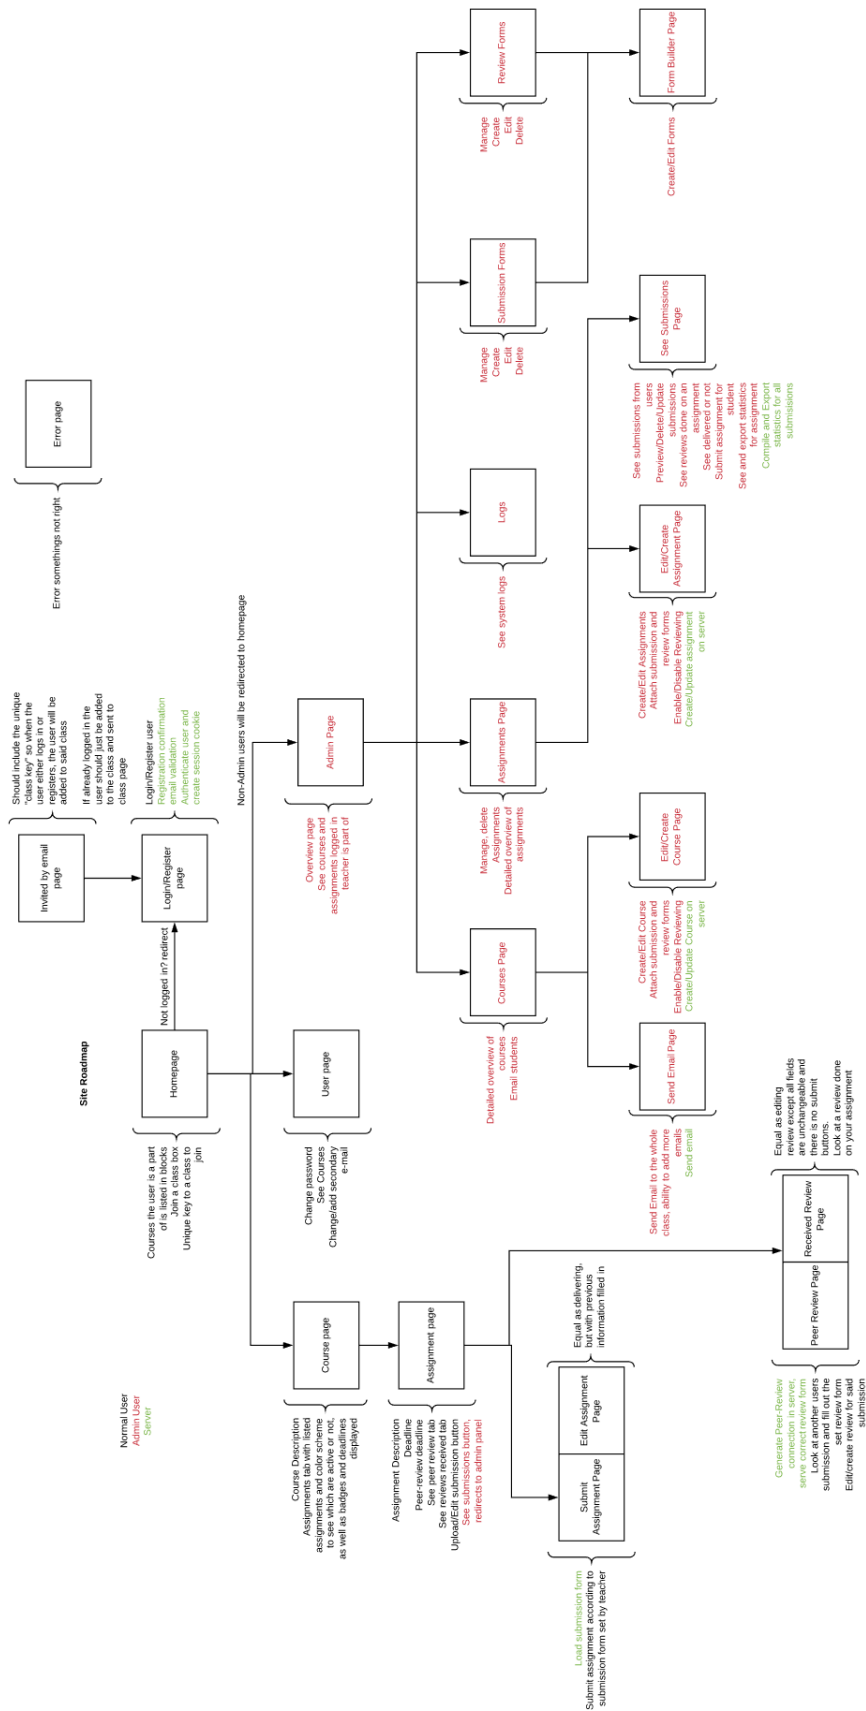 Site Roadmap
Normal User
Admin User
Server
Invited by email
page
Should include the unique
"class key" so when the
user either logs in or
registers, the user will be
added to said class
If already logged in the
user should just be added
to the class and sent to
class page
Error page
Error somethings not right
Homepage
Courses the user is a part
of is listed in blocks
Join a class box
Unique key to a class to
join
Not logged in? redirect
Login/Register
page
Login/Register user
Registration confirmation
email validation
Authenticate user and
create session cookie
Non-Admin users will be redirected to homepage
Course page
Course Description
Assignments tab with listed
assignments and color scheme
to see which are active or not,
as well as badges and deadlines
displayed
User page
Change password
See Courses
Change/add secondary
e-mail
Admin Page
Overview page
See courses and
assignments logged in
teacher is part of
Assignment page
Assignment Description
Deadline
Peer-review deadline
See peer review tab
See reviews received tab
Upload/Edit submission button
See submissions button,
redirects to admin panel
Courses Page
Detailed overview of
courses
Email students
Assignments Page
Manage, delete
Assignments
Detailed overview of
assignments
Logs
See system logs
Submission Forms
Manage
Create
Edit
Delete
Review Forms
Manage
Create
Edit
Delete
Submit
Assignment Page
Load submission form
Submit assignment according to
submission form set by teacher
Edit Assignment
Page
Equal as delivering,
but with previous
information filled in
Send Email Page
Send Email to the whole
class, ability to add more
emails
Send email
Edit/Create
Course Page
Create/Edit Course
Attach submission and
review forms
Enable/Disable Reviewing
Create/Update Course on
server
Edit/Create
Assignment Page
Create/Edit Assignments
Attach submission and
review forms
Enable/Disable Reviewing
Create/Update assignment
on server
See Submissions
Page
See submissions from
users
Preview/Delete/Update
submissions
See reviews done on an
assignment
See delivered or not
Submit assignment for
student
See and export statistics
for assignment
Compile and Export
statistics for all
submisisions
Form Builder Page
Create/Edit Forms
Peer Review Page
Generate Peer-Review
connection in server,
serve correct review form
Look at another users
submission and fill out the
set review form
Edit/create review for said
submission
Received Review
Page
Equal as editing
review except all fields
are unchangeable and
there is no submit
buttons.
Look at a review done
on your assignment